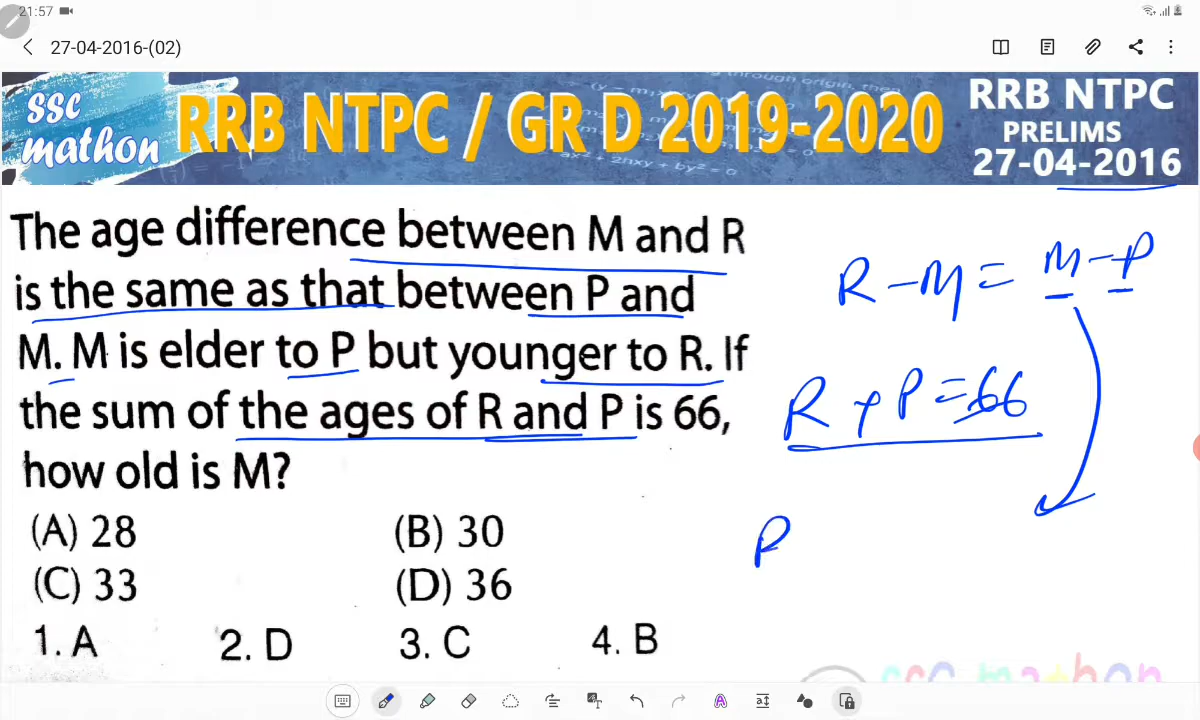 21:57
27-04-2016-(02)
ssc
mathon
RRB NTPC / GR D 2019-2020
RRB NTPC
PRELIMS
27-04-2016
The age difference between M and R
is the same as that between P and
M. M is elder to P but younger to R. If
the sum of the ages of R and P is 66,
how old is M?
(A) 28 (B) 30
(C) 33 (D) 36
1. A 2. D 3. C 4. B
R - M = M - P
R + P = 66
R
ssc mathon